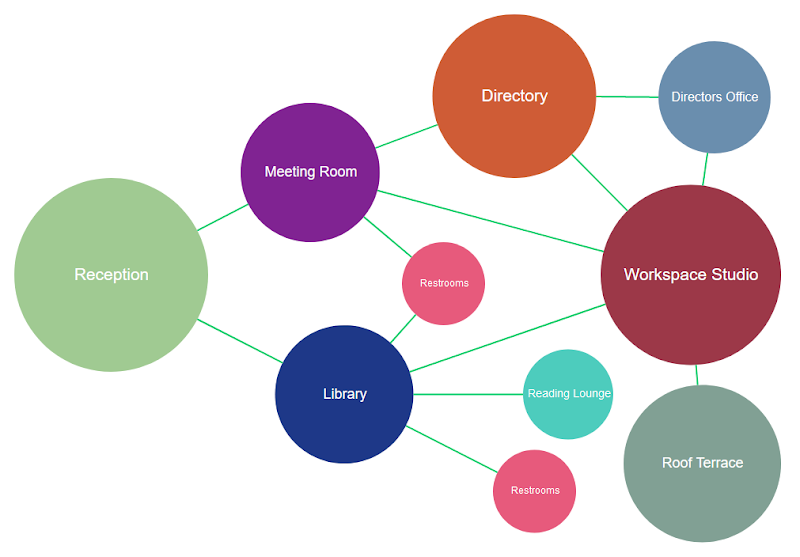 Directory
Directors Office
Meeting Room
Reception
Workspace Studio
Restrooms
Library
Reading Lounge
Roof Terrace
Restrooms